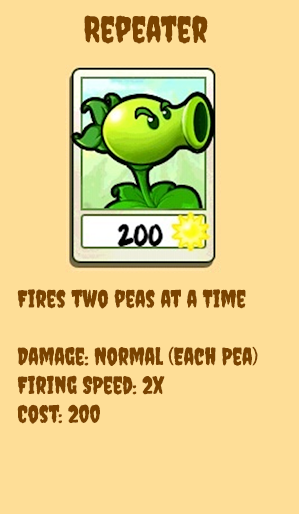 REPEATER
200
FIRES TWO PEAS AT A TIME
DAMAGE: NORMAL (EACH PEA)
FIRING SPEED: 2X
COST: 200